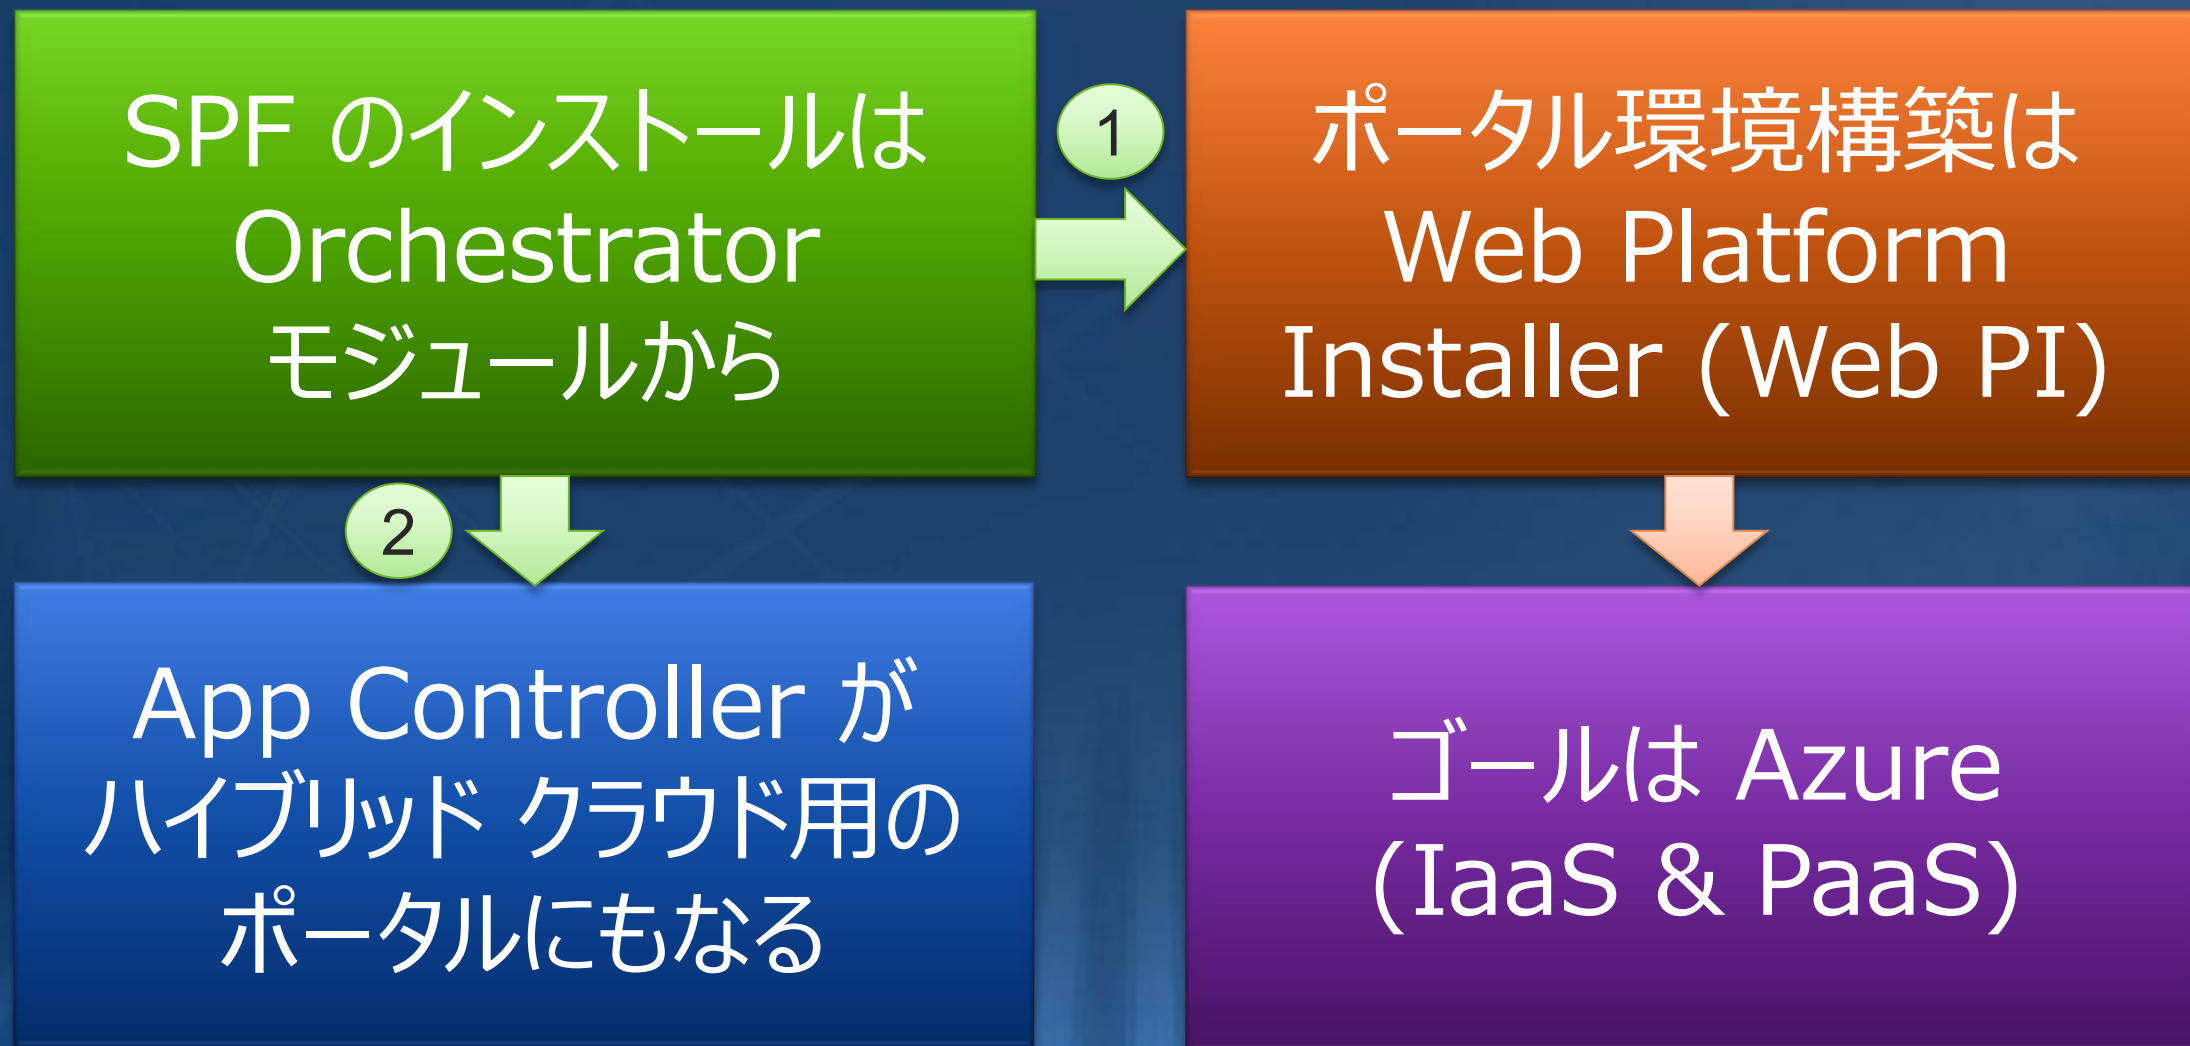 SPF のインストールは
Orchestrator
モジュールから
1
ポータル環境構築は
Web Platform
Installer (Web PI)
2
App Controller が
ハイブリッド クラウド用の
ポータルにもなる
ゴールは Azure
(IaaS & PaaS)